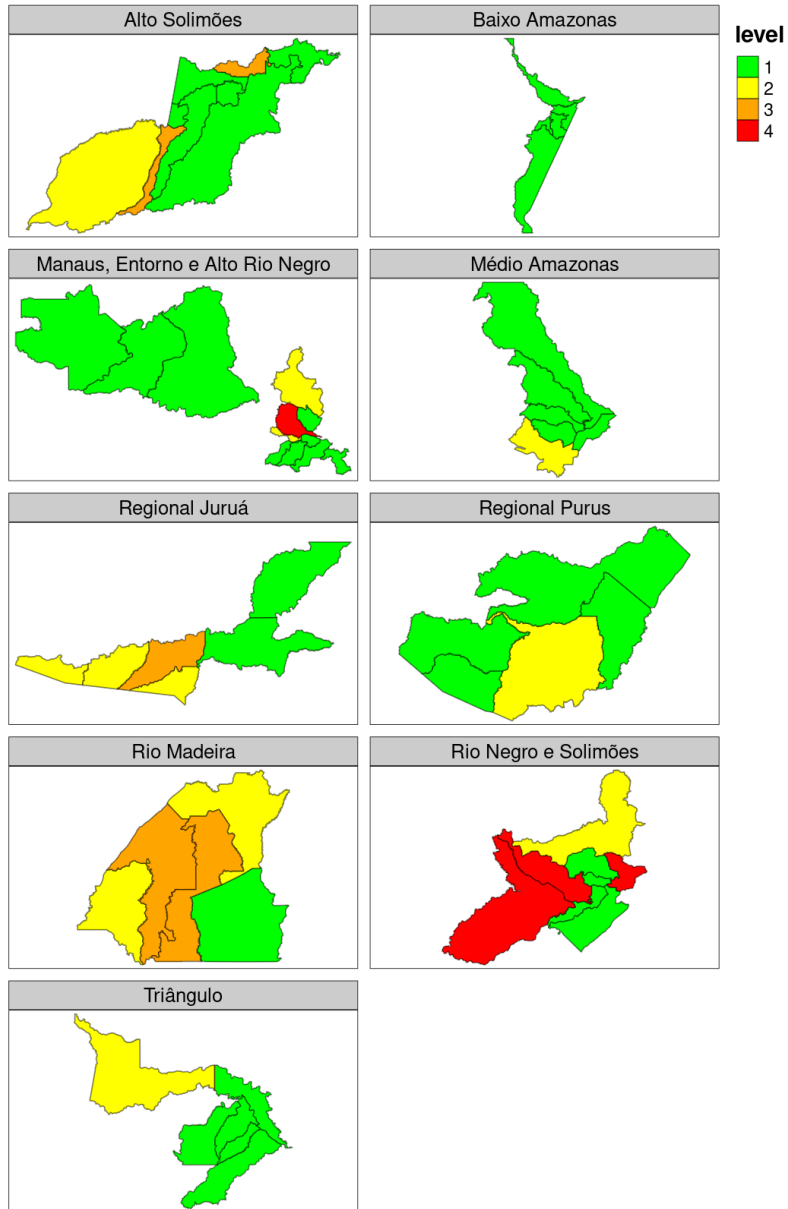 Alto Solimões
Baixo Amazonas
level
1
2
3
4
Manaus, Entorno e Alto Rio Negro
Médio Amazonas
Regional Juruá
Regional Purus
Rio Madeira
Rio Negro e Solimões
Triângulo